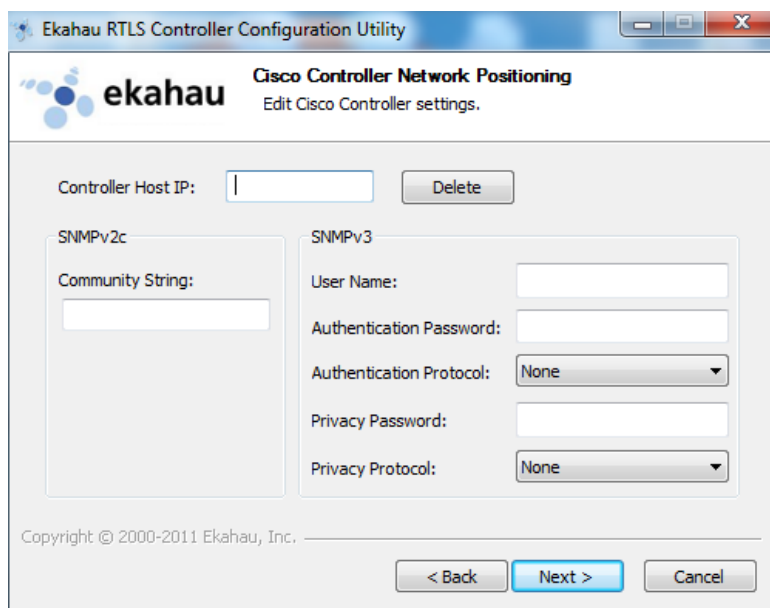 Ekahau RTLS Controller Configuration Utility
ekahau
Cisco Controller Network Positioning
Edit Cisco Controller settings.
Controller Host IP:
Delete
SNMPv2c
Community String:
SNMPv3
User Name:
Authentication Password:
Authentication Protocol: None
Privacy Password:
Privacy Protocol: None
Copyright © 2000-2011 Ekahau, Inc.
< Back Next > Cancel